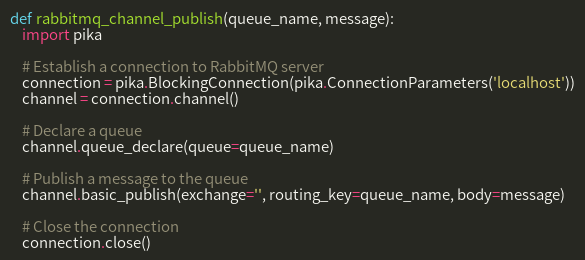 def rabbitmq_channel_publish(queue_name, message):
    import pika

    # Establish a connection to RabbitMQ server
    connection = pika.BlockingConnection(pika.ConnectionParameters('localhost'))
    channel = connection.channel()

    # Declare a queue
    channel.queue_declare(queue=queue_name)

    # Publish a message to the queue
    channel.basic_publish(exchange='', routing_key=queue_name, body=message)

    # Close the connection
    connection.close()